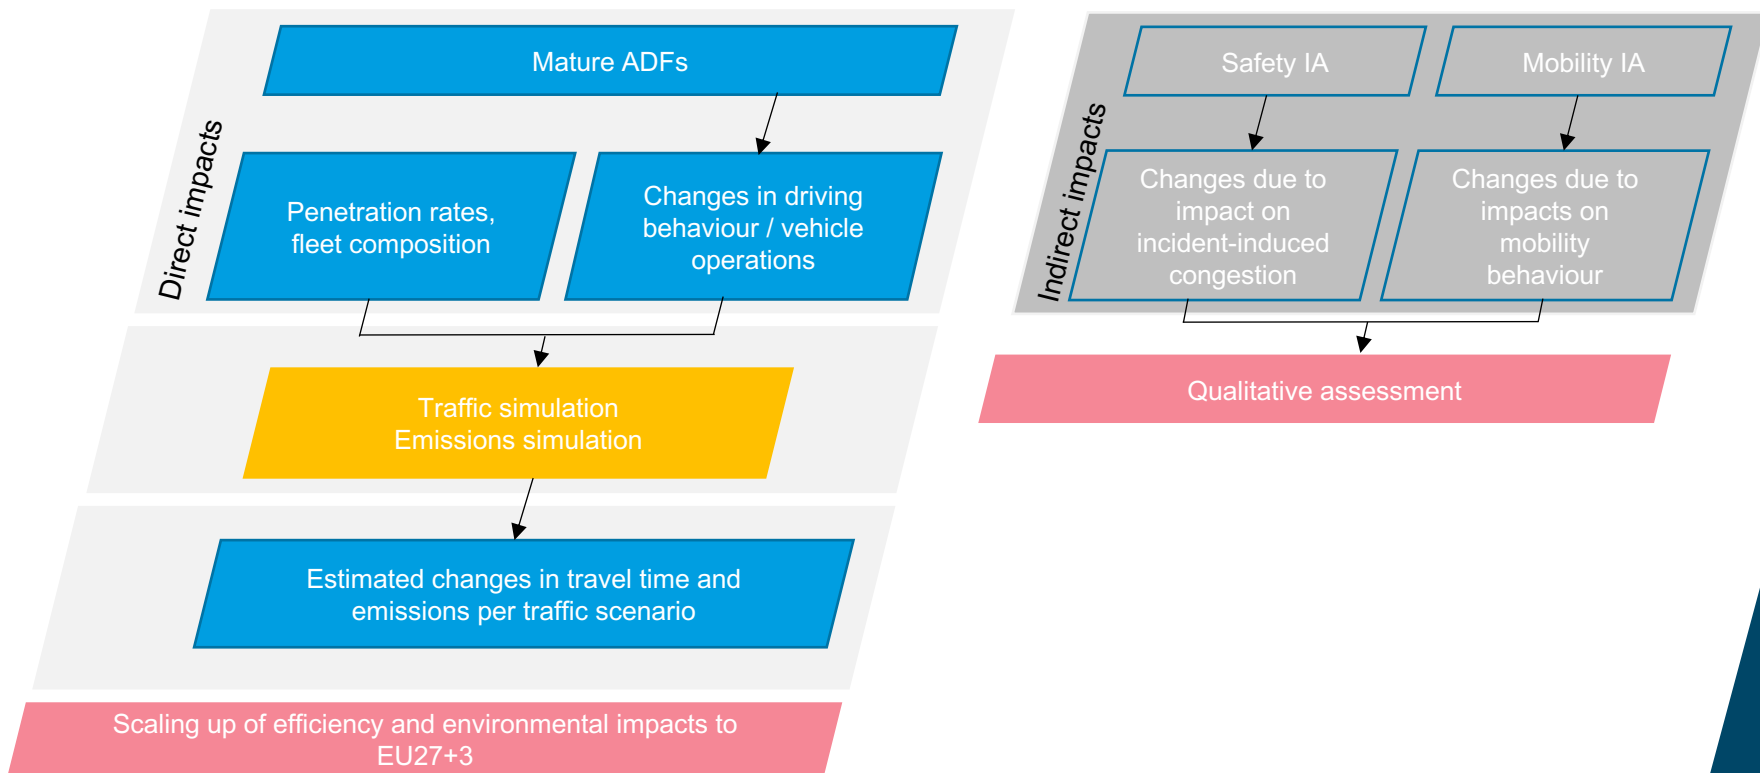 Mature ADFs
Direct impacts
Penetration rates,
fleet composition
Changes in driving
behaviour / vehicle
operations
Traffic simulation
Emissions simulation
Estimated changes in travel time and
emissions per traffic scenario
Scaling up of efficiency and environmental impacts to
EU27+3
Safety IA
Mobility IA
Indirect impacts
Changes due to
impact on
incident-induced
congestion
Changes due to
impacts on
mobility
behaviour
Qualitative assessment